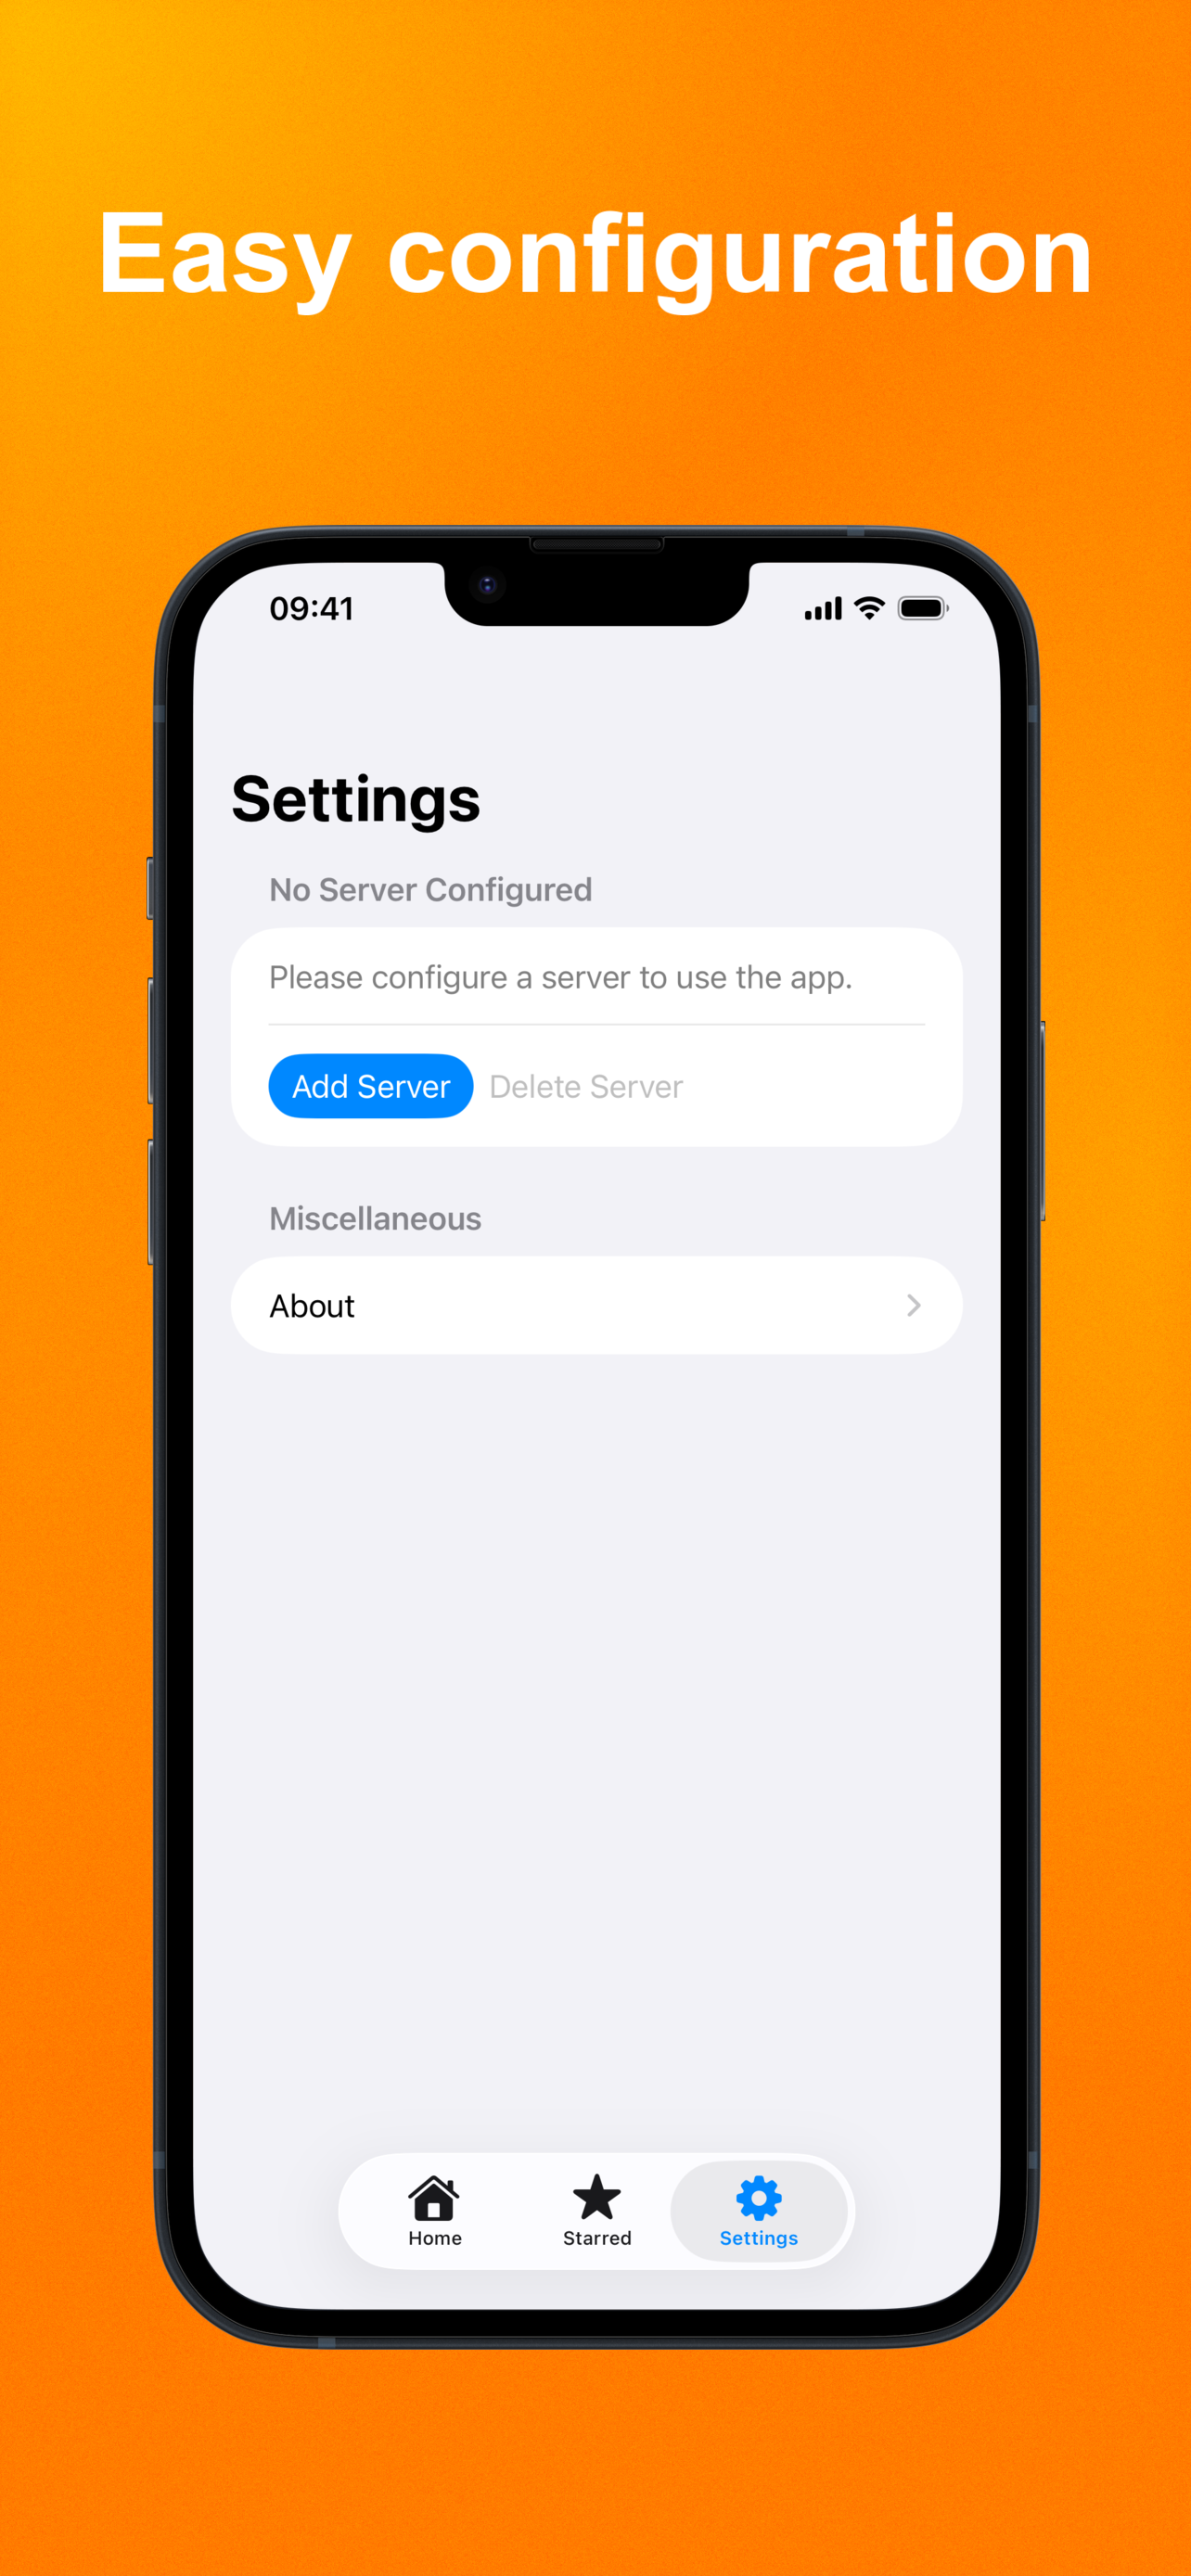 Easy configuration
09:41
Settings
No Server Configured
Please configure a server to use the app.
Add Server Delete Server
Miscellaneous
About
Home Starred Settings